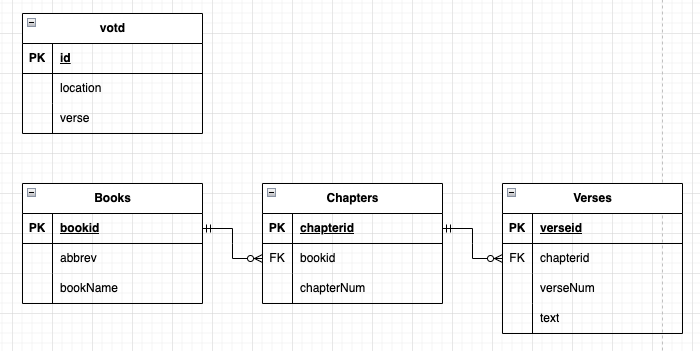 votd
PK id
location
verse
Books
PK bookid
abbrev
bookName
Chapters
PK chapterid
FK bookid
chapterNum
Verses
PK verseid
FK chapterid
verseNum
text